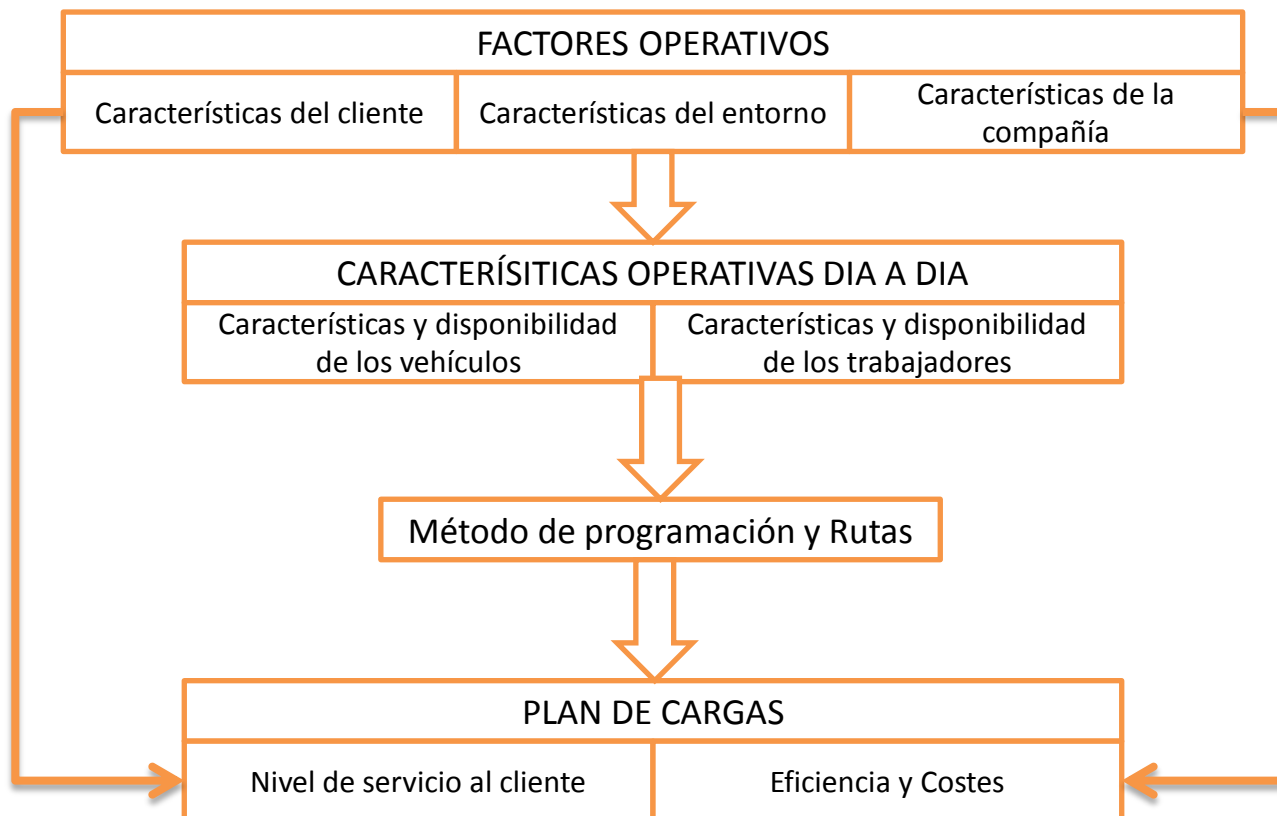 FACTORES OPERATIVOS
Características del cliente
Características del entorno
Características de la
compañía
CARACTERÍSITICAS OPERATIVAS DIA A DIA
Características y disponibilidad
de los vehículos
Características y disponibilidad
de los trabajadores
Método de programación y Rutas
PLAN DE CARGAS
Nivel de servicio al cliente
Eficiencia y Costes